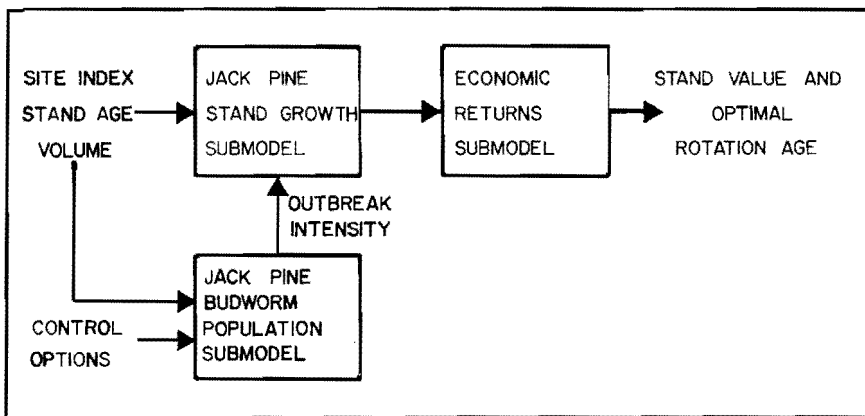 SITE INDEX
STAND AGE
VOLUME
JACK PINE
STAND GROWTH
SUBMODEL
ECONOMIC
RETURNS
SUBMODEL
STAND VALUE AND
OPTIMAL
ROTATION AGE
OUTBREAK
INTENSITY
JACK PINE
BUDWORM
POPULATION
SUBMODEL
CONTROL
OPTIONS